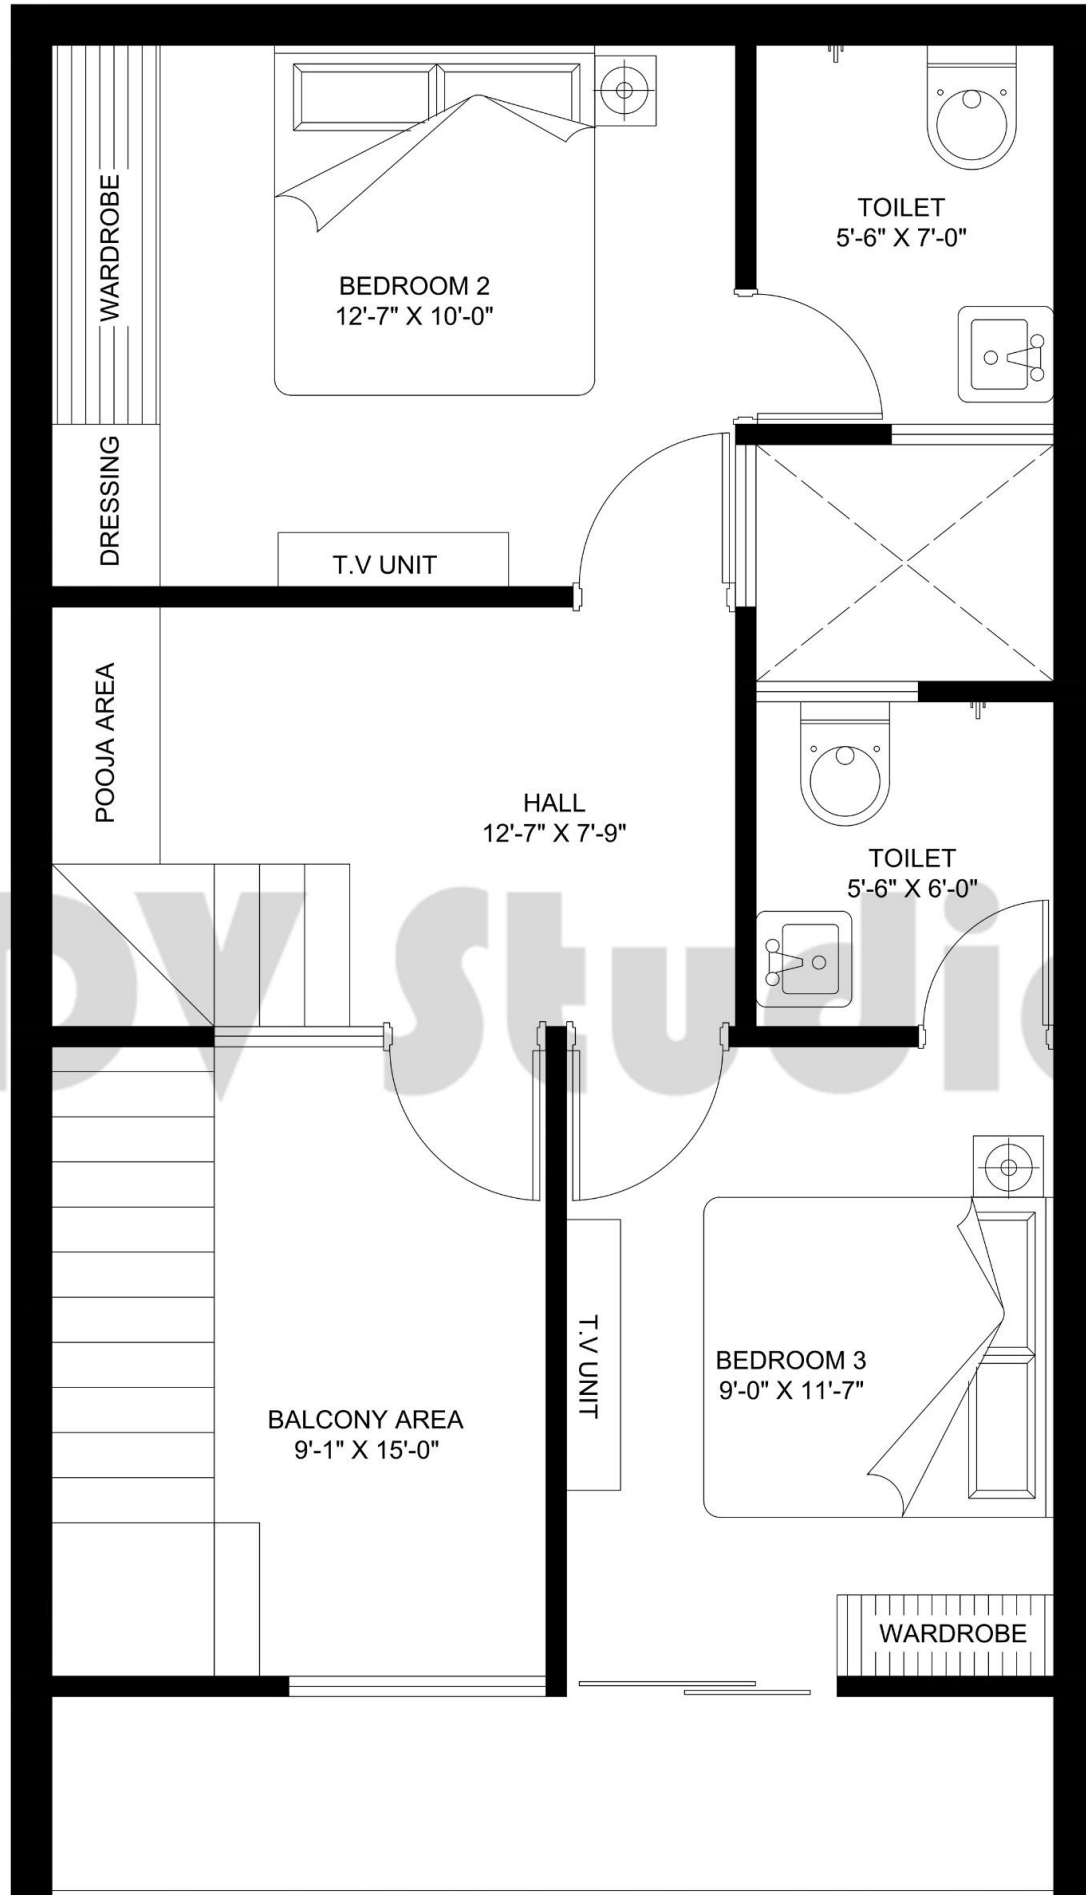 WARDROBE
BEDROOM 2
12'-7" X 10'-0"
TOILET
5'-6" X 7'-0"
DRESSING
T.V UNIT
POOJA AREA
HALL
12'-7" X 7'-9"
TOILET
5'-6" X 6'-0"
DV Studio
T.V UNIT
BEDROOM 3
9'-0" X 11'-7"
BALCONY AREA
9'-1" X 15'-0"
WARDROBE